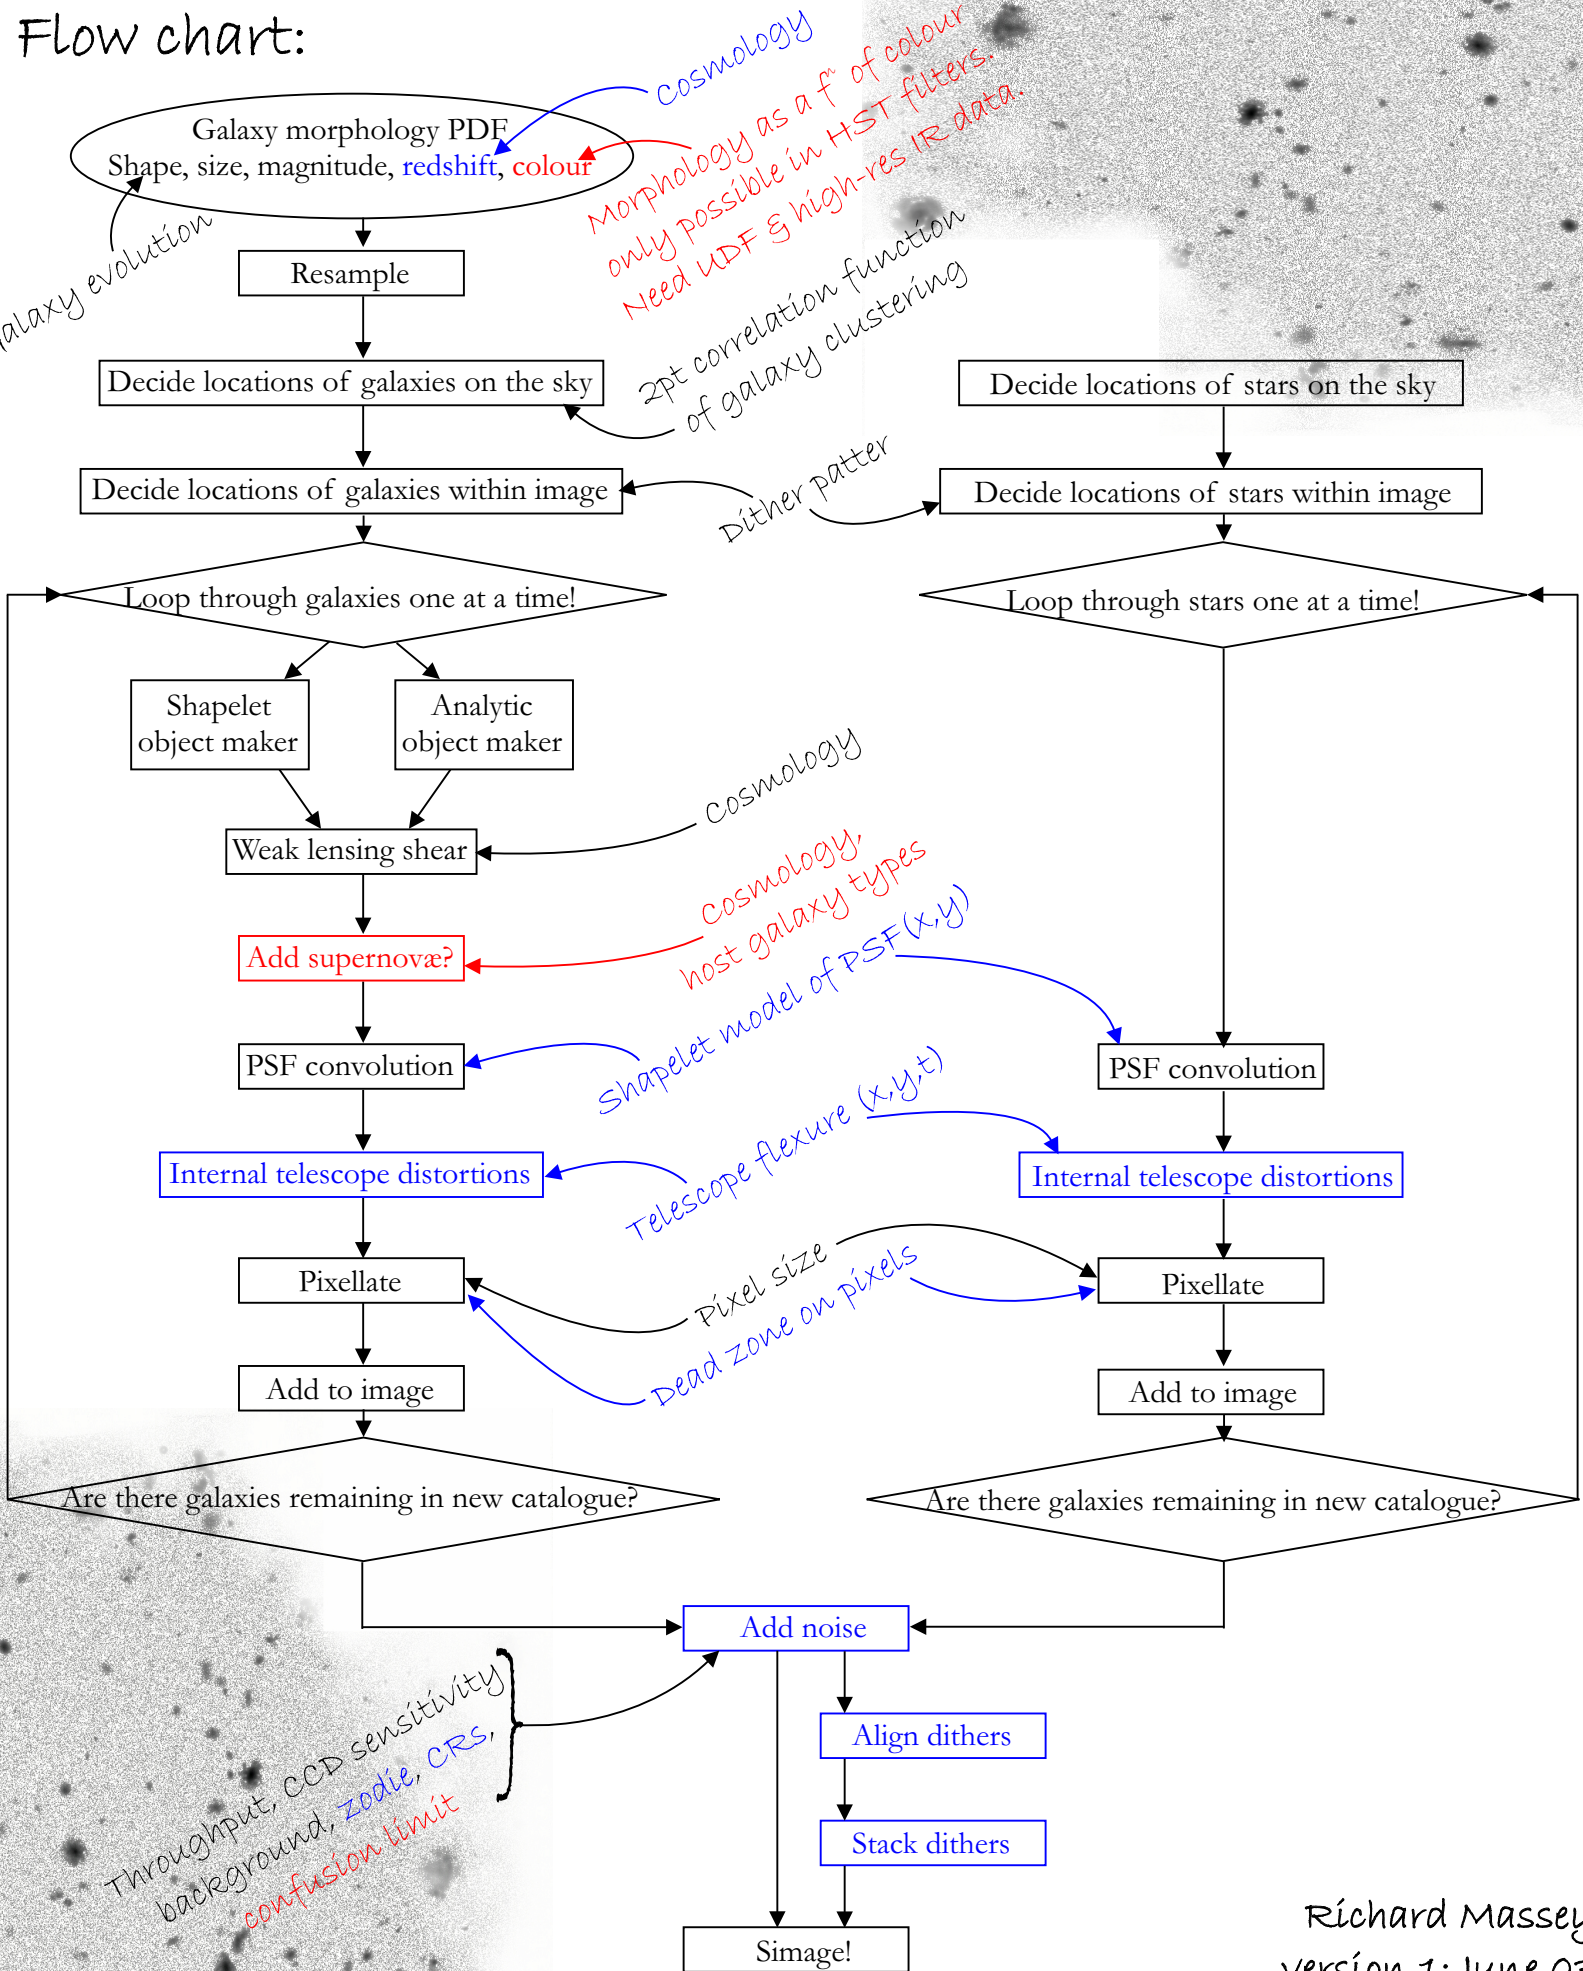 Flow chart:
Cosmology
Morphology as a fⁿ of colour
only possible in HST filters.
Need UDF & high-res IR data.
Galaxy morphology PDF
Shape, size, magnitude, redshift, colour
galaxy evolution
Resample
2pt correlation function
of galaxy clustering
Decide locations of galaxies on the sky
Decide locations of stars on the sky
Dither patter
Decide locations of galaxies within image
Decide locations of stars within image
Loop through galaxies one at a time!
Loop through stars one at a time!
Shapelet
object maker
Analytic
object maker
Cosmology
Weak lensing shear
Cosmology,
host galaxy types
Add supernovæ?
Shapelet model of PSF(x,y)
PSF convolution
PSF convolution
Telescope flexure (x,y,t)
Internal telescope distortions
Internal telescope distortions
Pixel size
Dead zone on pixels
Pixellate
Pixellate
Add to image
Add to image
Are there galaxies remaining in new catalogue?
Are there galaxies remaining in new catalogue?
Add noise
Throughput, CCD sensitivity
background, zodie, CRs,
confusion limit
Align dithers
Stack dithers
Simage!
Richard Massey
version 1: June 03